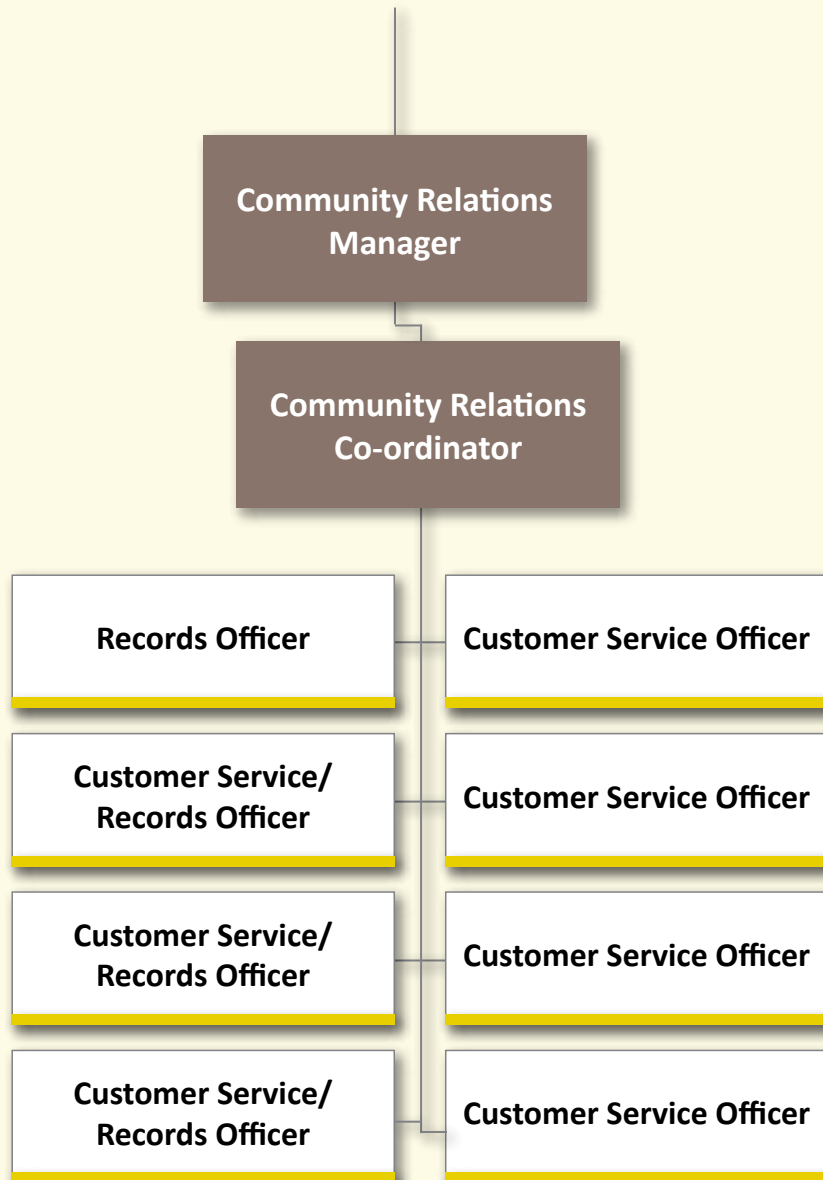 Community Relations
Manager
Community Relations
Co-ordinator
Records Officer
Customer Service Officer
Customer Service/
Records Officer
Customer Service Officer
Customer Service/
Records Officer
Customer Service Officer
Customer Service/
Records Officer
Customer Service Officer